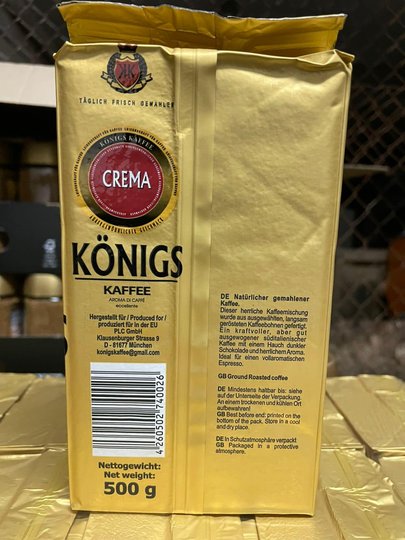 TÄGLICH FRISCH GEMAHLEN
KÖNIGS KAFFEE
CREMA
KÖNIGS
KAFFEE
AROMA DI CAFFÈ
eccellente
Hergestellt für / Produced for /
produziert für in der EU
PLC GmbH
Klausenburger Strasse 9
D - 81677 München
konigskaffee@gmail.com
4 260502 740026
Nettogewicht:
Net weight:
500 g
DE Natürlicher gemahlener
Kaffee.
Dieser herrliche Kaffeemischung
wurde aus ausgewählten, langsam
gerösteten Kaffeebohnen gefertigt.
Ein kraftvoller, aber gut
ausgewogener süditalienischer
Kaffee mit einem Hauch dunkler
Schokolade und herrlichem Aroma.
Ideal für einen vollaromatischen
Espresso.
GB Ground Roasted coffee
DE Mindestens haltbar bis: siehe
auf der Unterseite der Verpackung.
An einem trockenen und kühlen Ort
aufbewahren!
GB Best before end: printed on the
bottom of the pack. Store in a cool
and dry place.
DE In Schutzatmosphäre verpackt
GB Packaged in a protective
atmosphere.